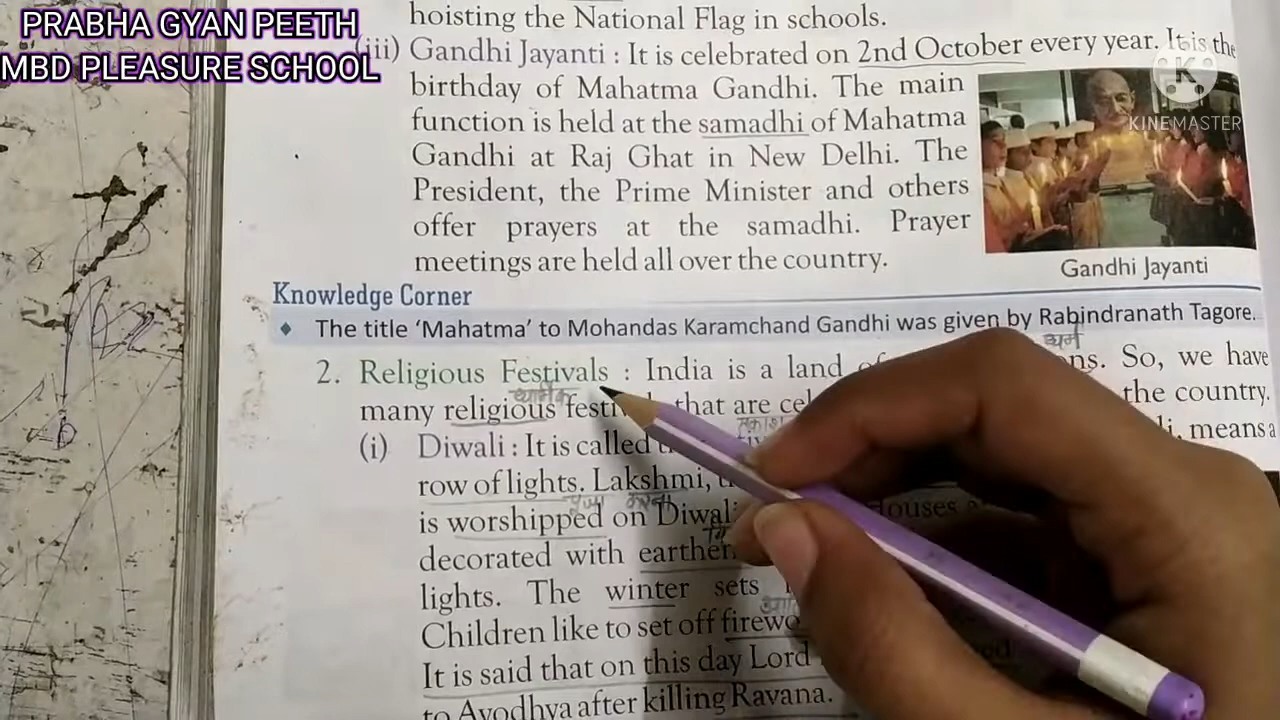 PRABHA GYAN PEETH
MBD PLEASURE SCHOOL
hoisting the National Flag in schools.
(iii) Gandhi Jayanti : It is celebrated on 2nd October every year. It is the
birthday of Mahatma Gandhi. The main
function is held at the samadhi of Mahatma
Gandhi at Raj Ghat in New Delhi. The
President, the Prime Minister and others
offer prayers at the samadhi. Prayer
meetings are held all over the country.
K
KINEMASTER
Gandhi Jayanti
Knowledge Corner
♦ The title 'Mahatma' to Mohandas Karamchand Gandhi was given by Rabindranath Tagore.
धर्म
2. Religious Festivals : India is a land So, we have
धार्मिक
many religious that are the country.
प्रकाश
(i) Diwali : It is called means a
row of lights. Lakshmi,
पूजा करना
is worshipped on Diwali
decorated with earthen
lights. The winter sets
Children like to set off
It is said that on this day Lord
to Ayodhya after killing Ravana.